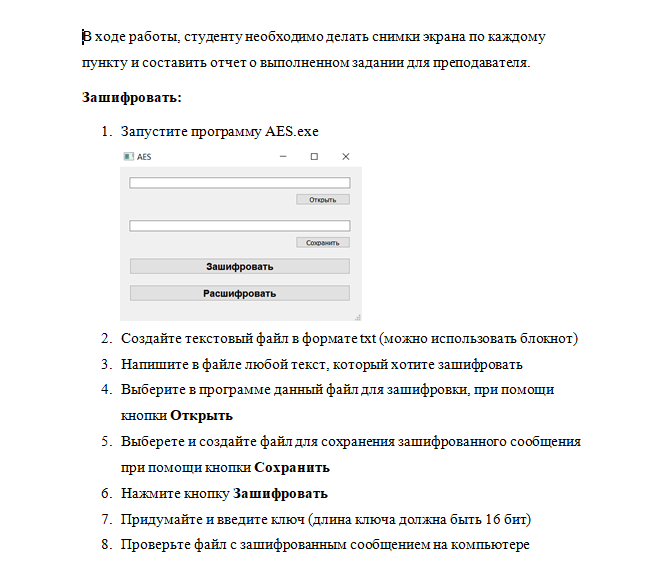 В ходе работы, студенту необходимо делать снимки экрана по каждому
пункту и составить отчет о выполненном задании для преподавателя.
Зашифровать:
1. Запустите программу AES.exe
AES
Открыть
Сохранить
Зашифровать
Расшифровать
2. Создайте текстовый файл в формате txt (можно использовать блокнот)
3. Напишите в файле любой текст, который хотите зашифровать
4. Выберите в программе данный файл для зашифровки, при помощи
кнопки Открыть
5. Выберете и создайте файл для сохранения зашифрованного сообщения
при помощи кнопки Сохранить
6. Нажмите кнопку Зашифровать
7. Придумайте и введите ключ (длина ключа должна быть 16 бит)
8. Проверьте файл с зашифрованным сообщением на компьютере